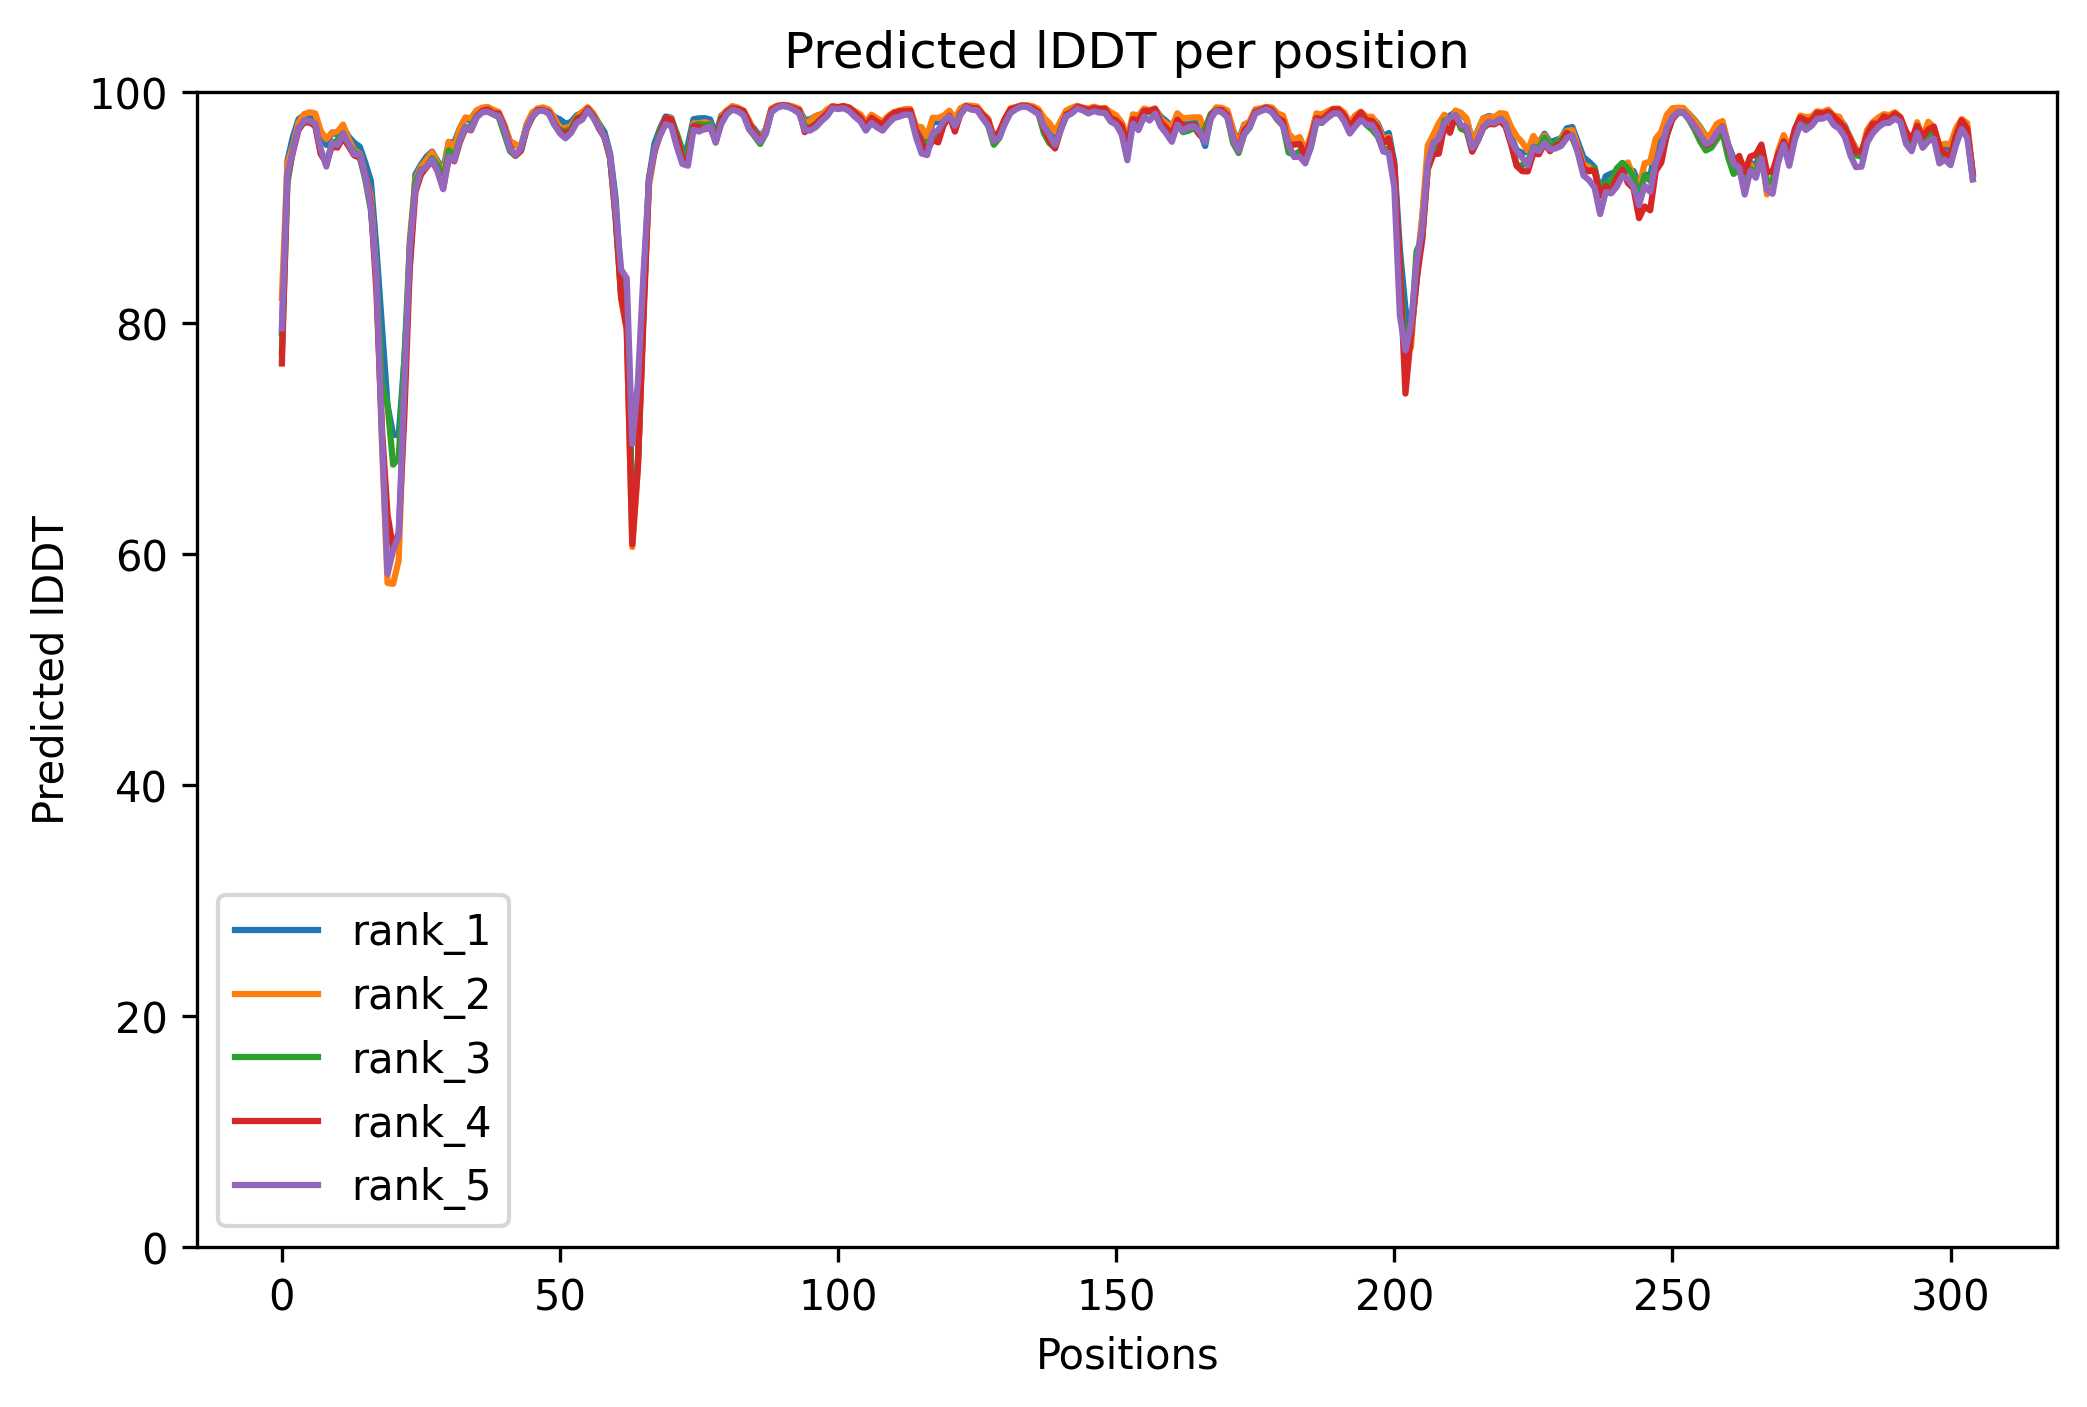 Predicted lDDT per position
100
80
60
40
20
0
Predicted lDDT
rank_1
rank_2
rank_3
rank_4
rank_5
0 50 100 150 200 250 300
Positions